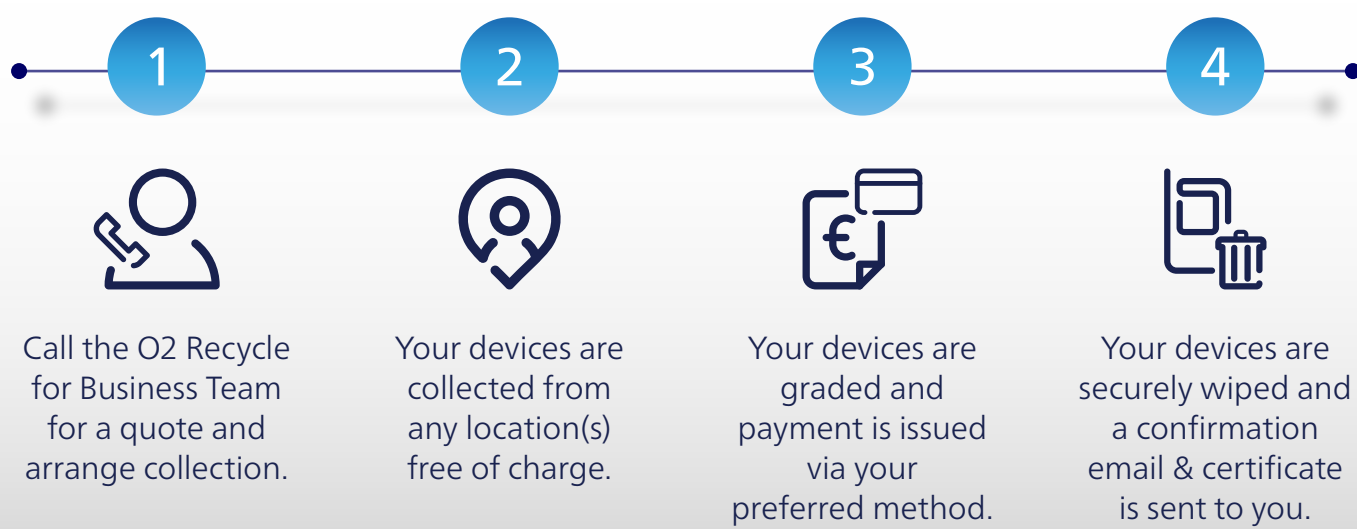 1
2
3
4
Call the O2 Recycle
for Business Team
for a quote and
arrange collection.
Your devices are
collected from
any location(s)
free of charge.
€
Your devices are
graded and
payment is issued
via your
preferred method.
Your devices are
securely wiped and
a confirmation
email & certificate
is sent to you.